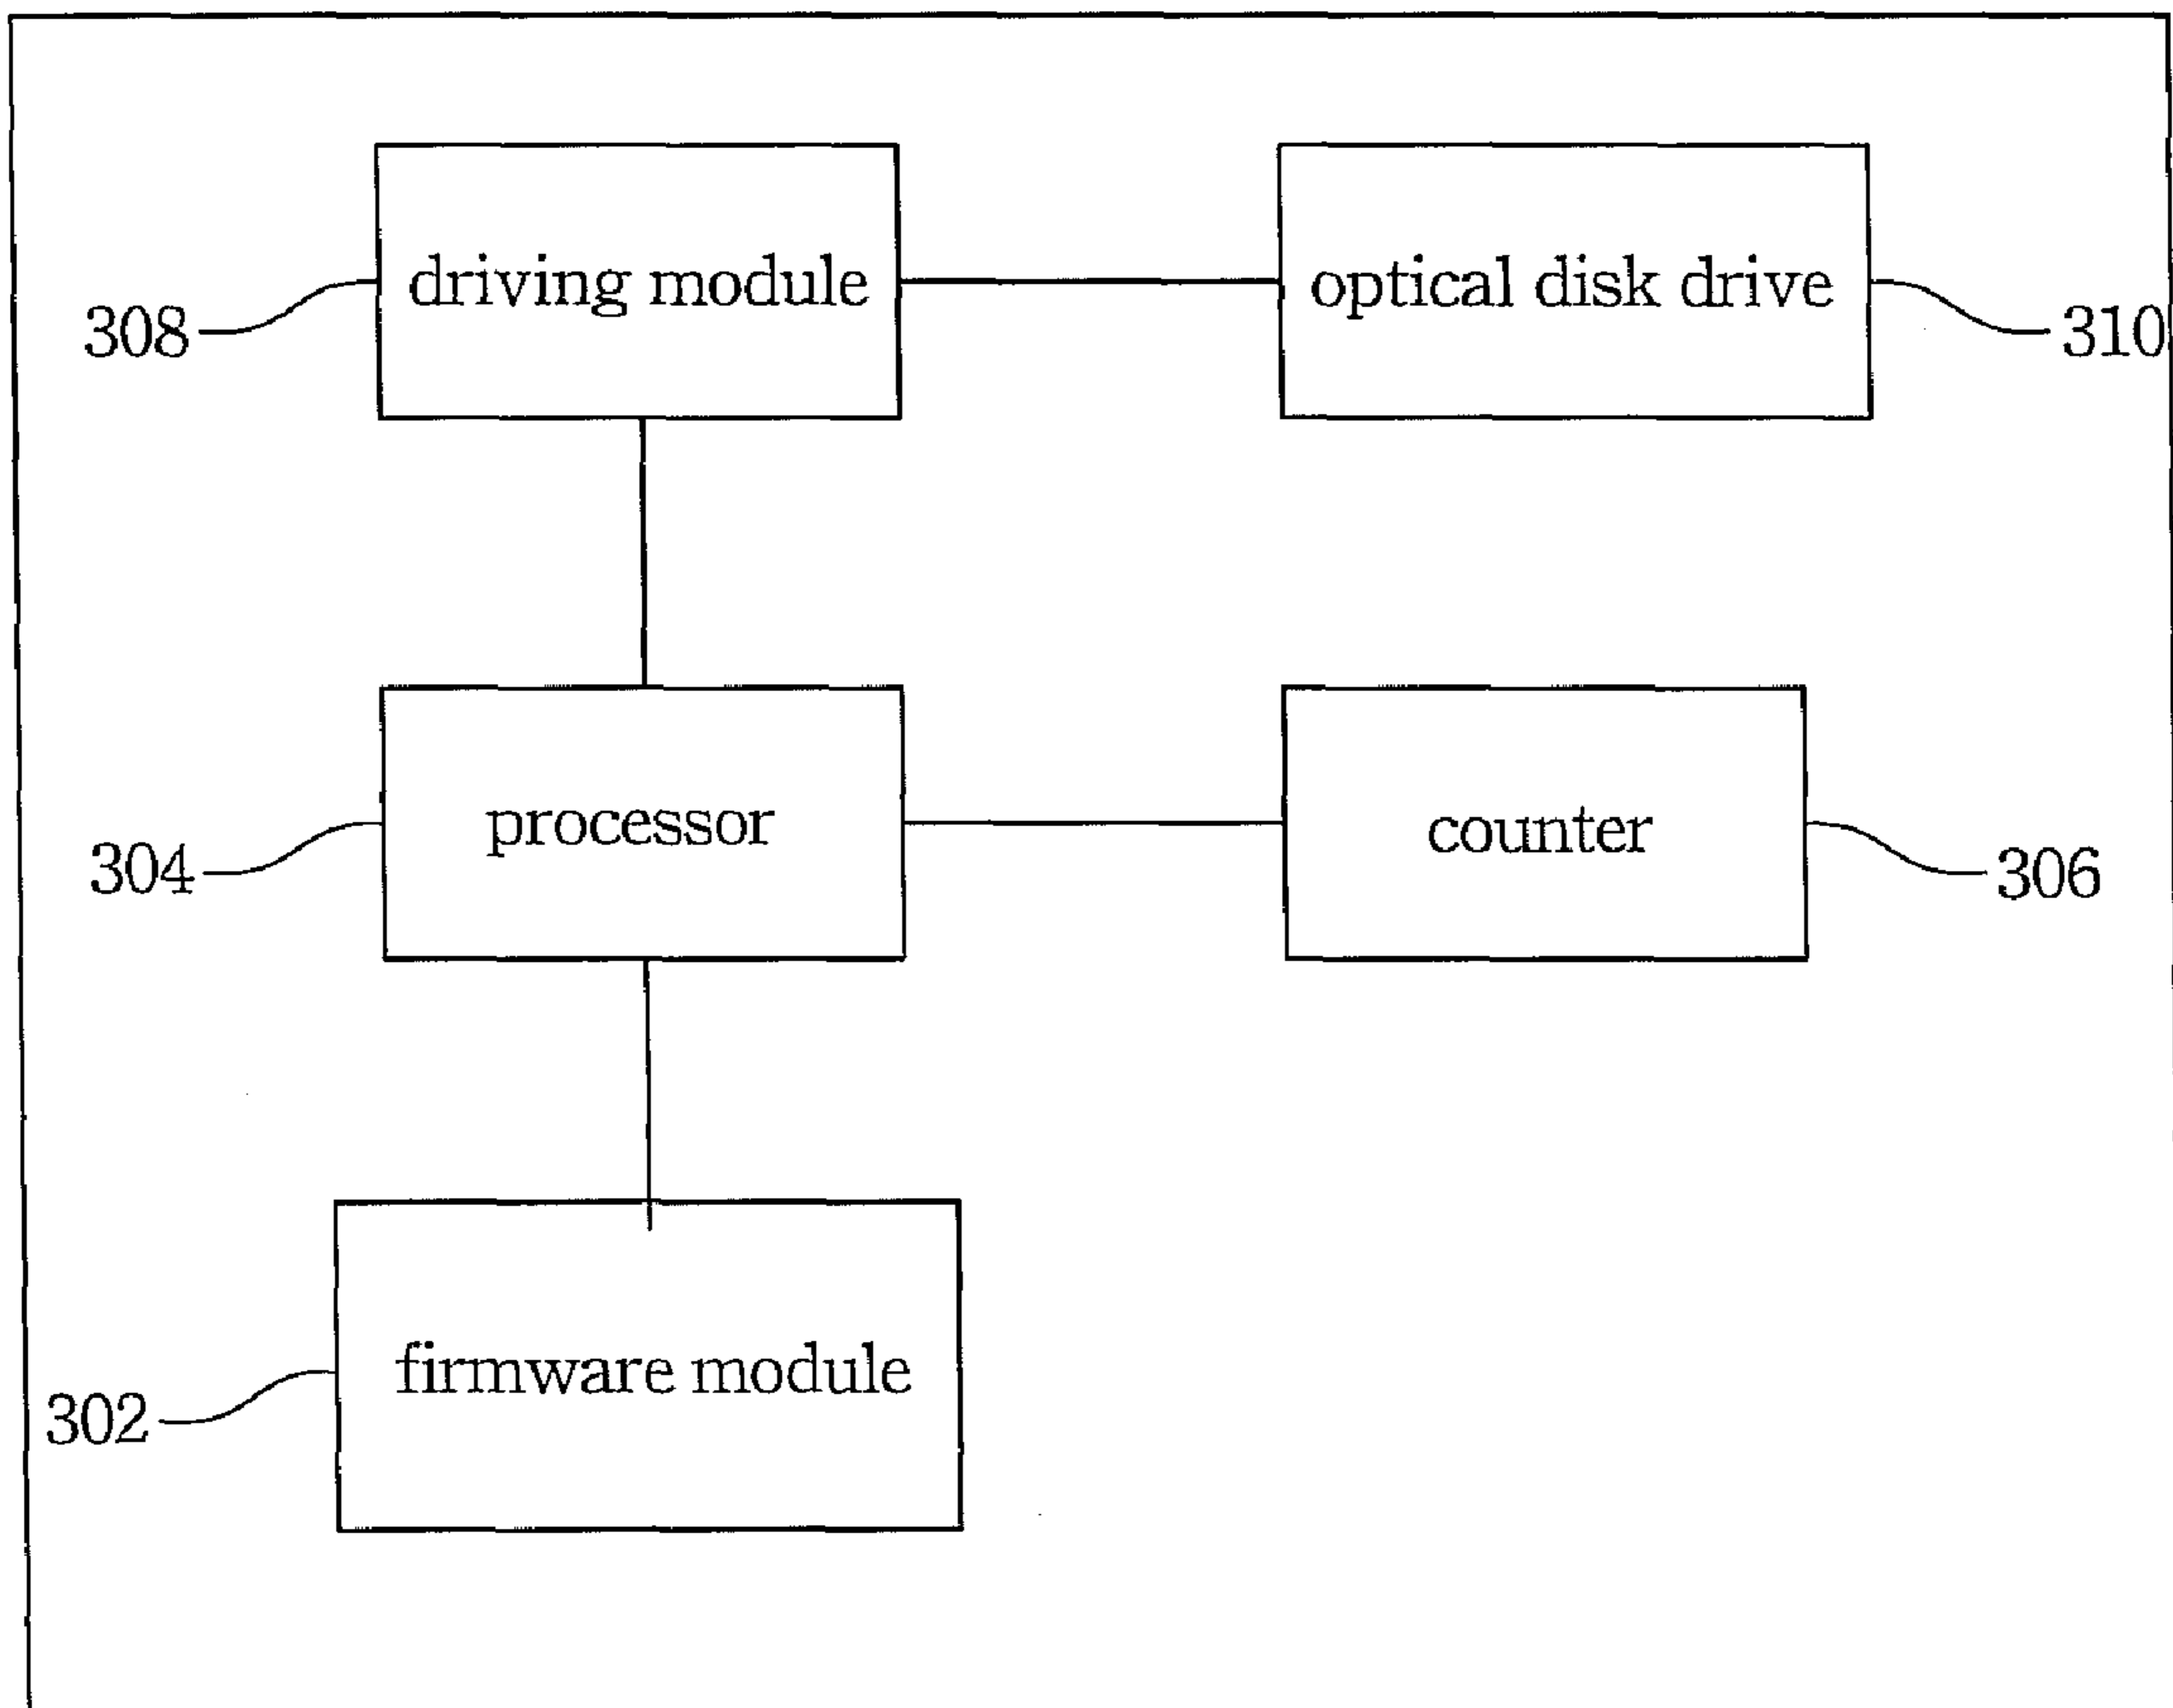 driving module
optical disk drive
308
310
processor
counter
304
306
firmware module
302